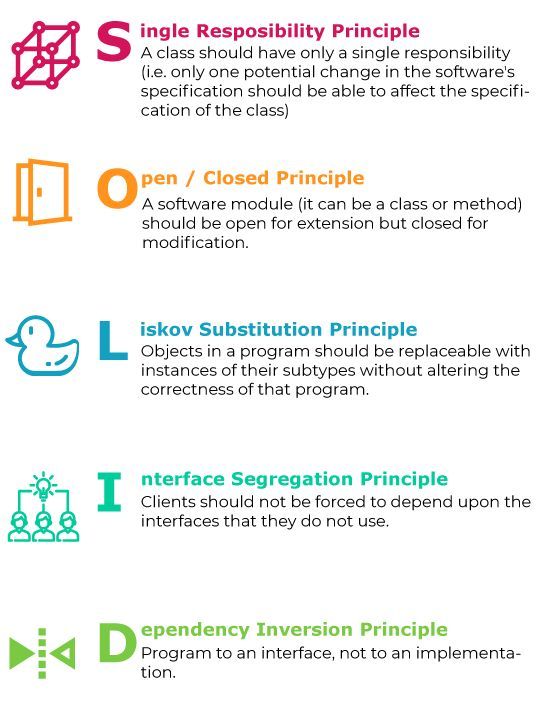 Single Resposibility Principle
A class should have only a single responsibility
(i.e. only one potential change in the software's
specification should be able to affect the specifi-
cation of the class)
Open / Closed Principle
A software module (it can be a class or method)
should be open for extension but closed for
modification.
Liskov Substitution Principle
Objects in a program should be replaceable with
instances of their subtypes without altering the
correctness of that program.
Interface Segregation Principle
Clients should not be forced to depend upon the
interfaces that they do not use.
Dependency Inversion Principle
Program to an interface, not to an implementa-
tion.